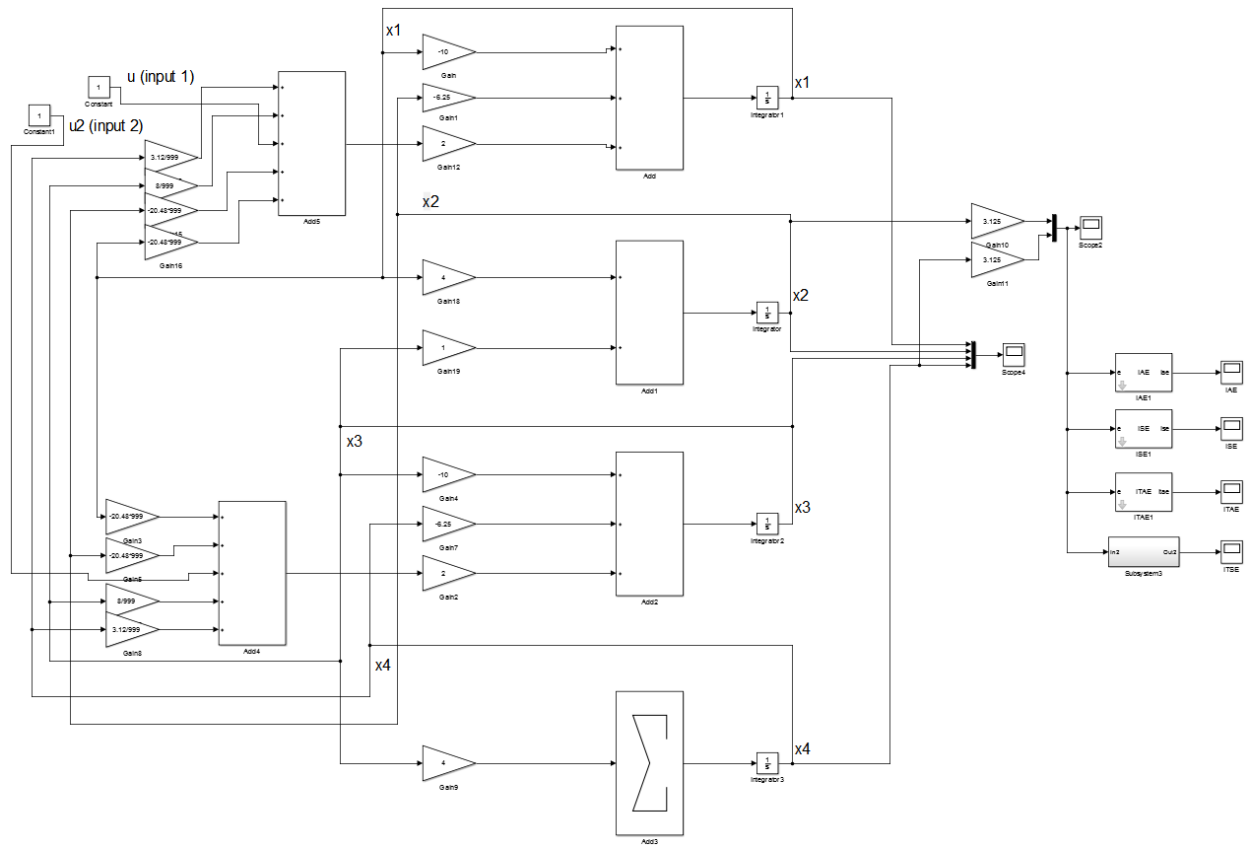 x1
-10
Gain
u (input 1)
1
Constant
u2 (input 2)
1
Constant1
3.12/999
8/999
-20.48*999
-20.48*999
Gain16
Add5
-6.25
Gain1
2
Gain12
Add
1
s
Integrator1
x1
x2
4
Gain18
1
Gain19
Add1
1
s
Integrator
x2
3.125
Gain10
3.125
Gain11
Scope2
Scope4
e IAE iae
IAE1
IAE
e ISE ise
ISE1
ISE
e ITAE itae
ITAE1
ITAE
In2 Out2
Subsystem3
ITSE
x3
-10
Gain4
-6.25
Gain7
2
Gain2
Add2
1
s
Integrator2
x3
-20.48*999
Gain3
-20.48*999
Gain5
8/999
3.12/999
Gain8
Add4
x4
4
Gain9
Add3
1
s
Integrator3
x4